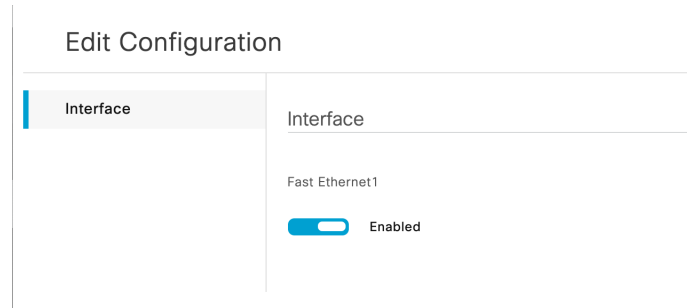 Edit Configuration
Interface
Interface
Fast Ethernet1
Enabled